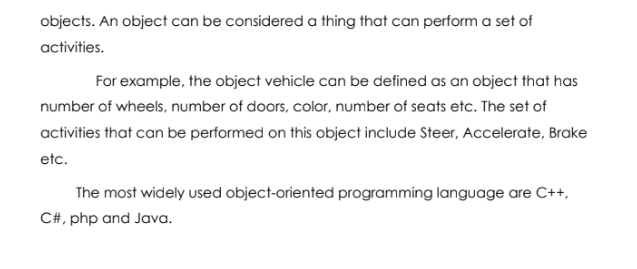 objects. An object can be considered a thing that can perform a set of
activities.
For example, the object vehicle can be defined as an object that has
number of wheels, number of doors, color, number of seats etc. The set of
activities that can be performed on this object include Steer, Accelerate, Brake
etc.
The most widely used object-oriented programming language are C++,
C#, php and Java.